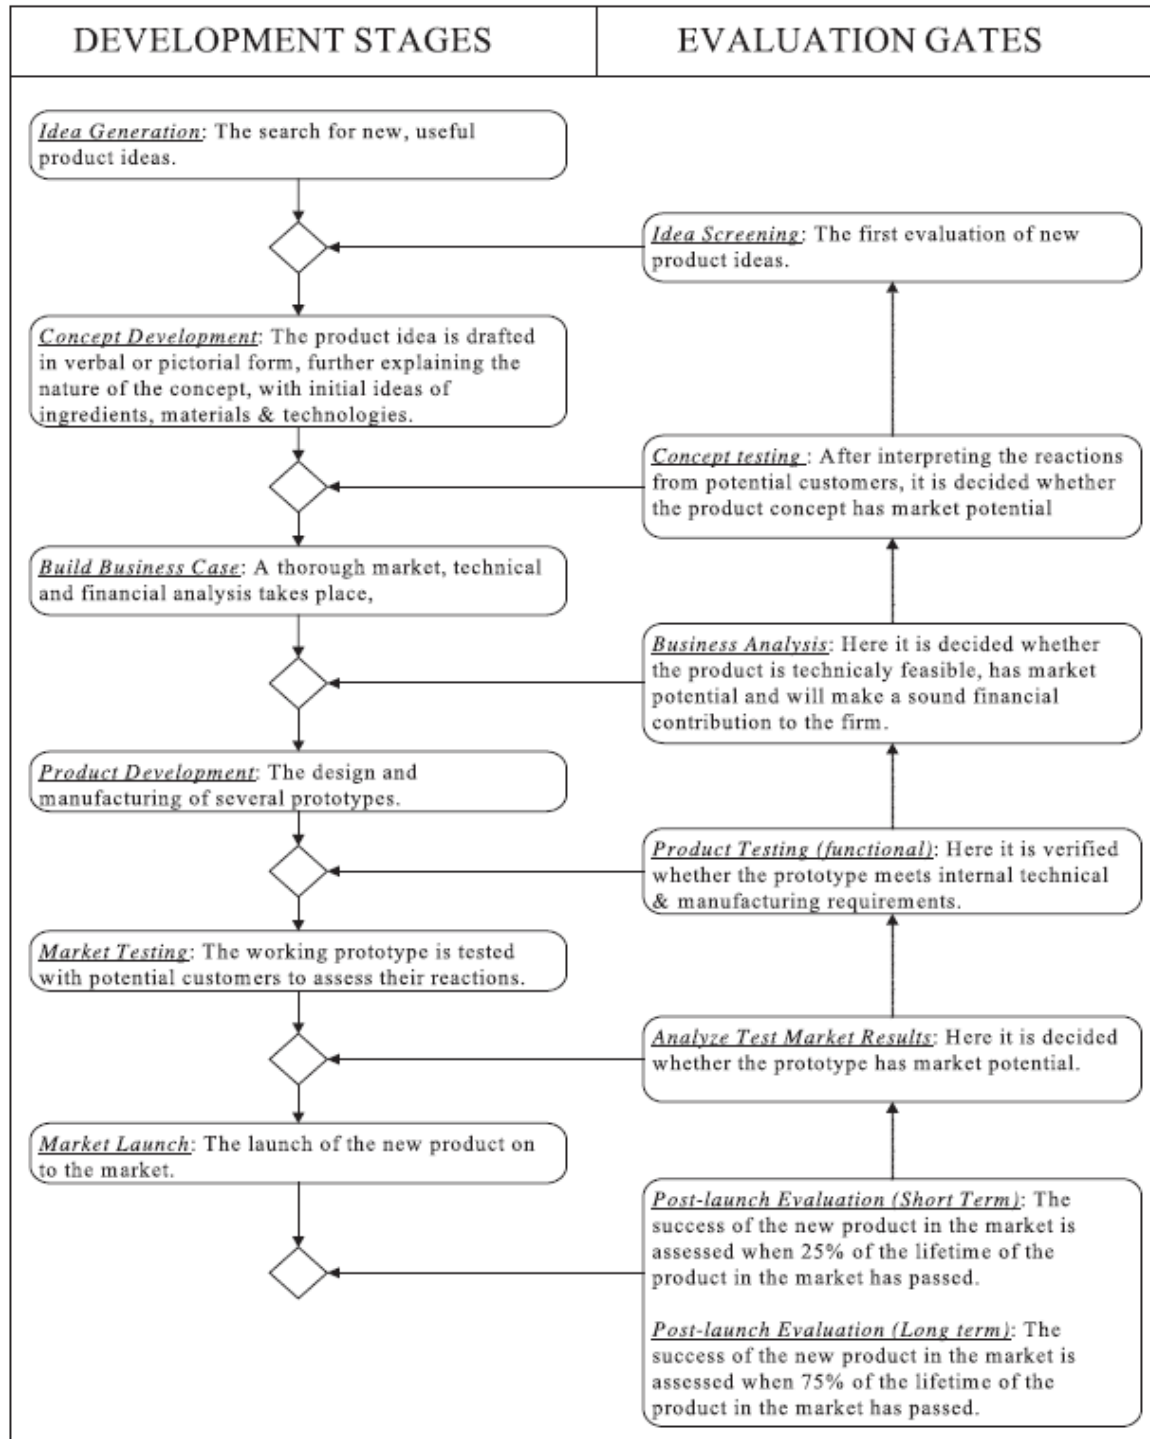 DEVELOPMENT STAGES
EVALUATION GATES
Idea Generation: The search for new, useful
product ideas.
Idea Screening: The first evaluation of new
product ideas.
Concept Development: The product idea is drafted
in verbal or pictorial form, further explaining the
nature of the concept, with initial ideas of
ingredients, materials & technologies.
Concept testing : After interpreting the reactions
from potential customers, it is decided whether
the product concept has market potential
Build Business Case: A thorough market, technical
and financial analysis takes place,
Business Analysis: Here it is decided whether
the product is technicaly feasible, has market
potential and will make a sound financial
contribution to the firm.
Product Development: The design and
manufacturing of several prototypes.
Product Testing (functional): Here it is verified
whether the prototype meets internal technical
& manufacturing requirements.
Market Testing: The working prototype is tested
with potential customers to assess their reactions.
Analyze Test Market Results: Here it is decided
whether the prototype has market potential.
Market Launch: The launch of the new product on
to the market.
Post-launch Evaluation (Short Term): The
success of the new product in the market is
assessed when 25% of the lifetime of the
product in the market has passed.
Post-launch Evaluation (Long term): The
success of the new product in the market is
assessed when 75% of the lifetime of the
product in the market has passed.